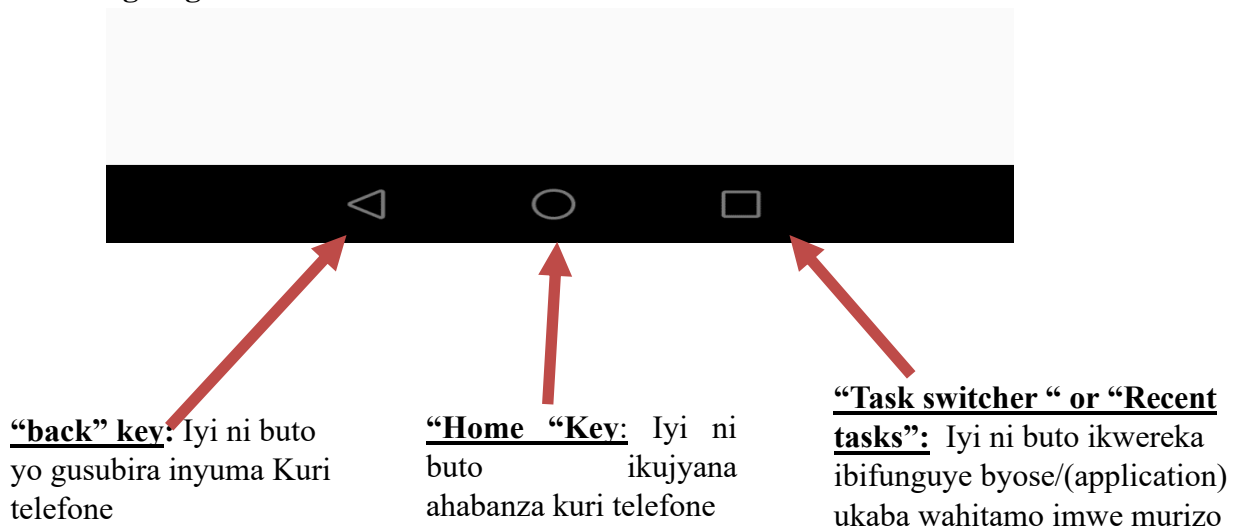 “back” key: Iyi ni buto
yo gusubira inyuma Kuri
telefone
“Home “Key: Iyi ni
buto ikujyana
ahabanza kuri telefone
“Task switcher “ or “Recent
tasks”: Iyi ni buto ikwereka
ibifunguye byose/(application)
ukaba wahitamo imwe murizo